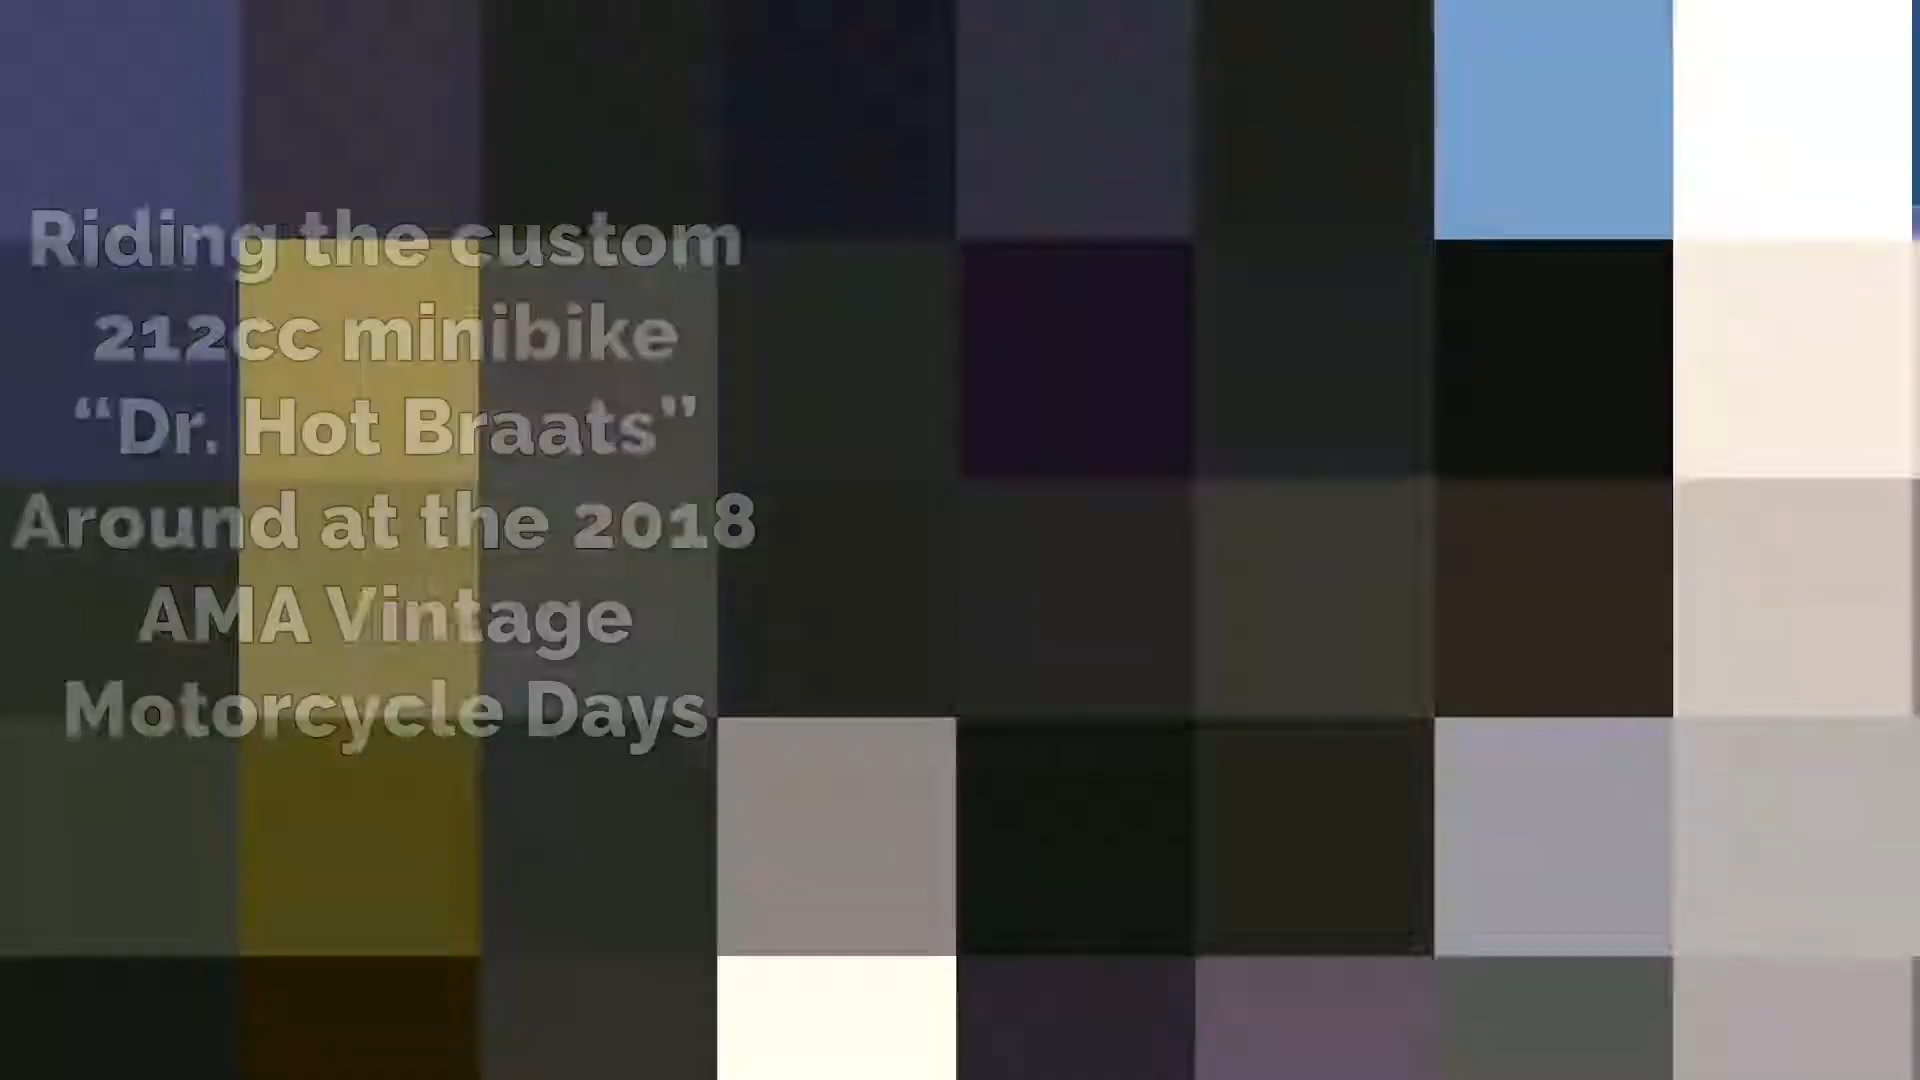 Riding the custom
212cc minibike
“Dr. Hot Braats”
Around at the 2018
AMA Vintage
Motorcycle Days